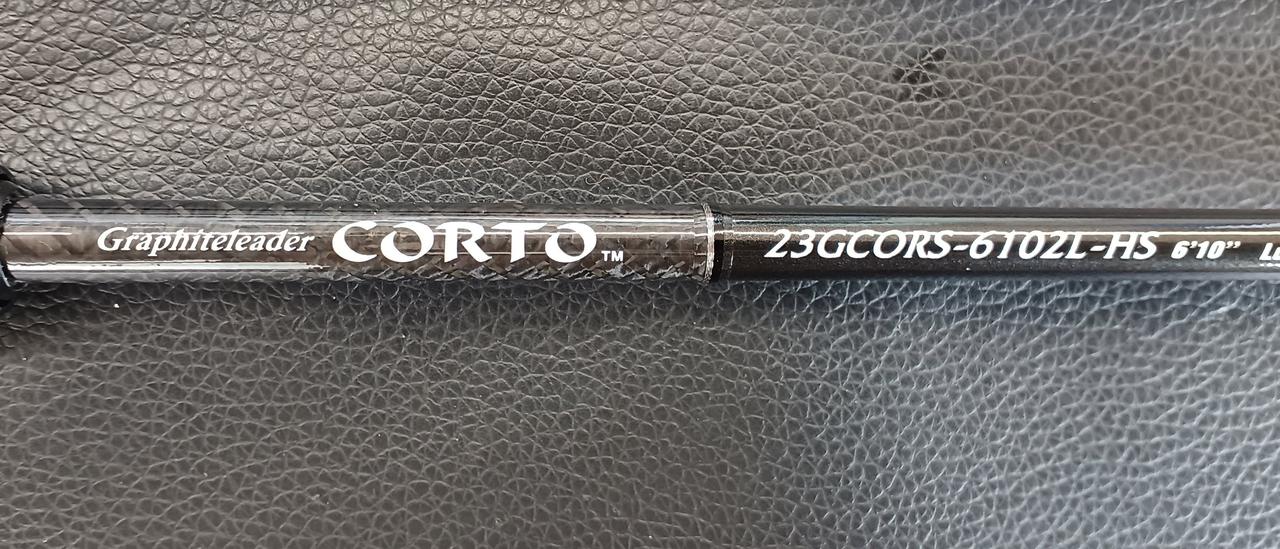 Graphiteleader CORTO™ 23GCORS-6102L-HS 6'10”